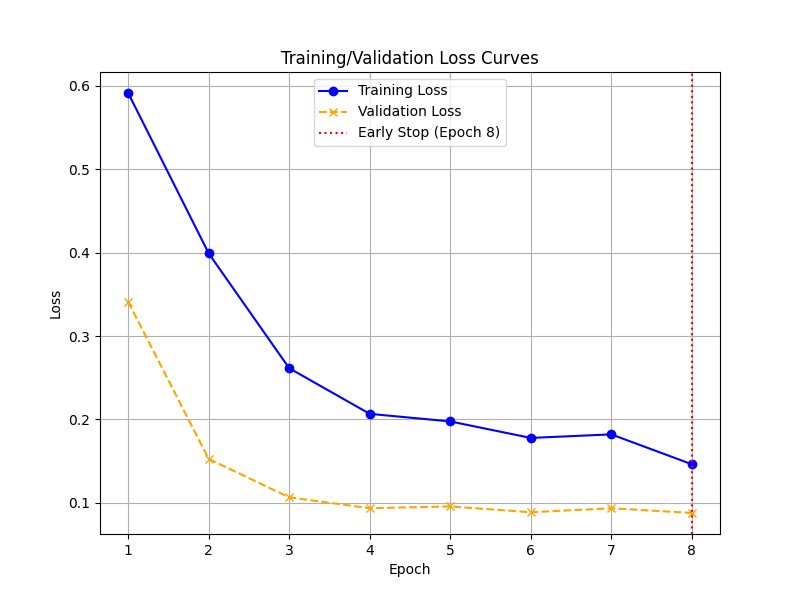 Training/Validation Loss Curves
Training Loss
Validation Loss
Early Stop (Epoch 8)
Loss
0.6
0.5
0.4
0.3
0.2
0.1
1 2 3 4 5 6 7 8
Epoch